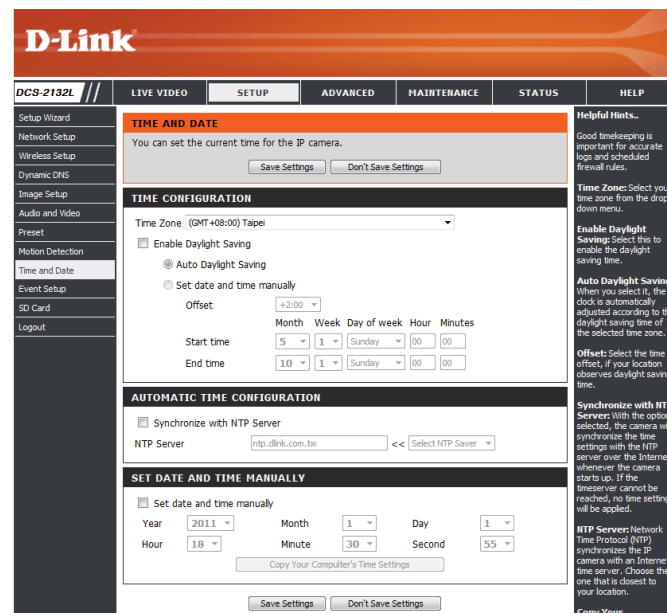 D-Link
DCS-2132L // LIVE VIDEO SETUP ADVANCED MAINTENANCE STATUS HELP
Setup Wizard
Network Setup
Wireless Setup
Dynamic DNS
Image Setup
Audio and Video
Preset
Motion Detection
Time and Date
Event Setup
SD Card
Logout
TIME AND DATE
You can set the current time for the IP camera.
Save Settings Don't Save Settings
TIME CONFIGURATION
Time Zone (GMT+08:00) Taipei
Enable Daylight Saving
Auto Daylight Saving
Set date and time manually
Offset +2:00
Month Week Day of week Hour Minutes
Start time 5 1 Sunday 00 00
End time 10 1 Sunday 00 00
AUTOMATIC TIME CONFIGURATION
Synchronize with NTP Server
NTP Server ntp.dlink.com.tw << Select NTP Saver
SET DATE AND TIME MANUALLY
Set date and time manually
Year 2011 Month 1 Day 1
Hour 18 Minute 30 Second 55
Copy Your Compulter's Time Settings
Save Settings Don't Save Settings
Helpful Hints..
Good timekeeping is
important for accurate
logs and scheduled
firewall rules.
Time Zone: Select you
time zone from the drop
down menu.
Enable Daylight
Saving: Select this to
enable the daylight
saving time.
Auto Daylight Saving
When you select it, the
clock is automatically
adjusted according to th
daylight saving time of
the selected time zone.
Offset: Select the time
offset, if your location
observes daylight savin
time.
Synchronize with NT
Server: With the option
selected, the camera wi
synchronize the time
settings with the NTP
server over the Interne
whenever the camera
starts up. If the
timeserver cannot be
reached, no time setting
will be applied.
NTP Server: Network
Time Protocol (NTP)
synchronizes the IP
camera with an Internet
time server. Choose the
one that is closest to
your location.
Copy Your